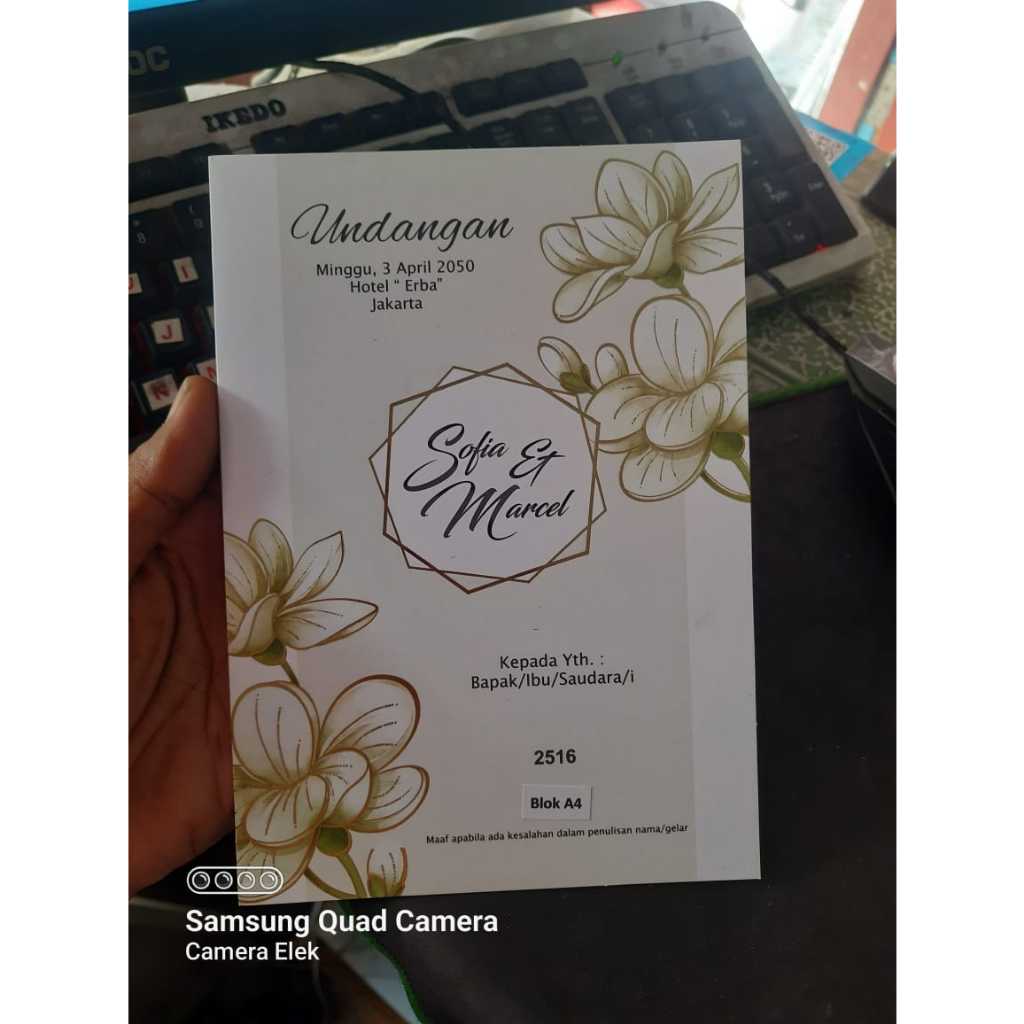 OC
IKEDO
Undangan
Minggu, 3 April 2050
Hotel “ Erba”
Jakarta
Sofia &
Marcel
Kepada Yth. :
Bapak/Ibu/Saudara/i
2516
Blok A4
Maaf apabila ada kesalahan dalam penulisan nama/gelar
Samsung Quad Camera
Camera Elek